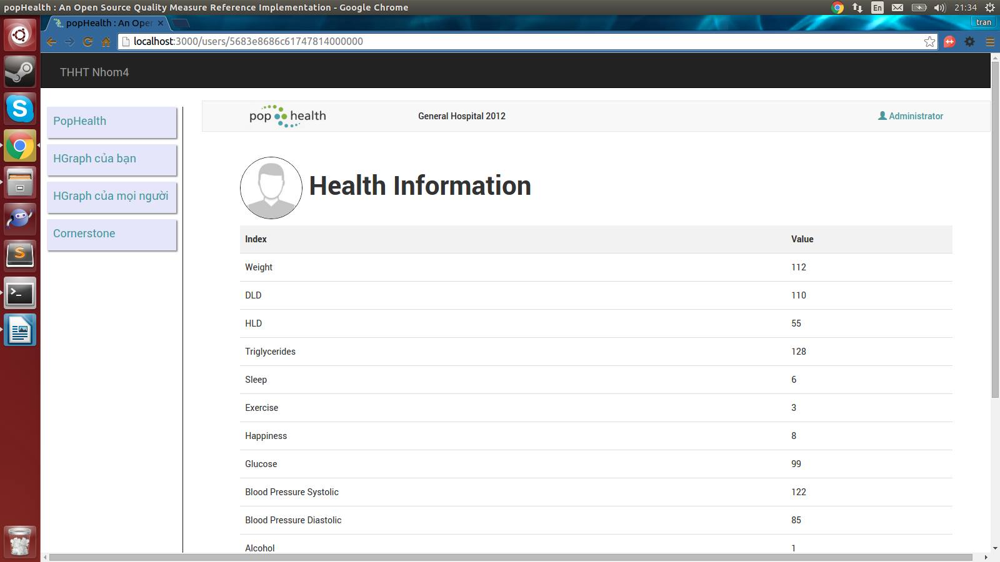 popHealth : An Open Source Quality Measure Reference Implementation - Google Chrome
En
21:34
popHealth : An Oper
tran
localhost:3000/users/5683e8686c61747814000000
THHT Nhom4
PopHealth
HGraph của bạn
HGraph của mọi người
Cornerstone
pop health
General Hospital 2012
Administrator
Health Information
Index Value
Weight 112
DLD 110
HLD 55
Triglycerides 128
Sleep 6
Exercise 3
Happiness 8
Glucose 99
Blood Pressure Systolic 122
Blood Pressure Diastolic 85
Alcohol 1